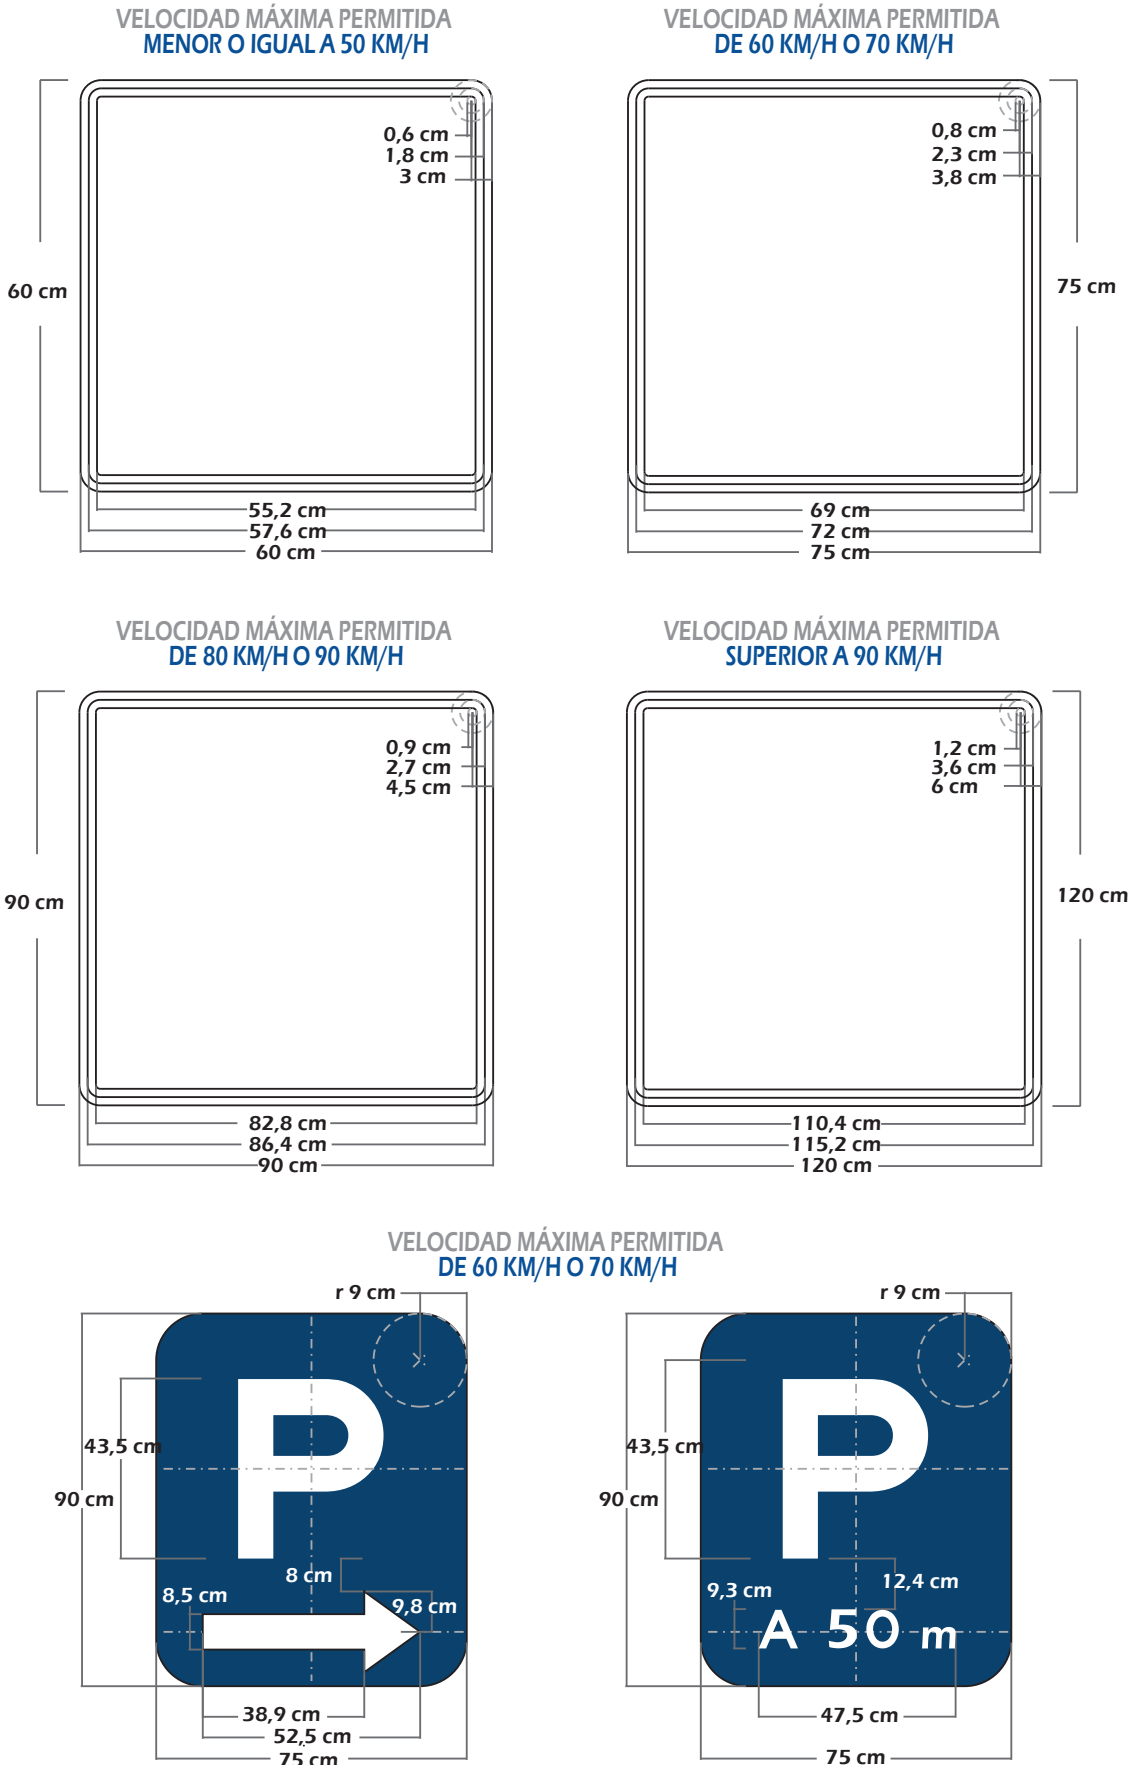 VELOCIDAD MÁXIMA PERMITIDA
MENOR O IGUAL A 50 KM/H
0,6 cm
1,8 cm
3 cm
60 cm
55,2 cm
57,6 cm
60 cm
VELOCIDAD MÁXIMA PERMITIDA
DE 60 KM/H O 70 KM/H
0,8 cm
2,3 cm
3,8 cm
75 cm
69 cm
72 cm
75 cm
VELOCIDAD MÁXIMA PERMITIDA
DE 80 KM/H O 90 KM/H
0,9 cm
2,7 cm
4,5 cm
90 cm
82,8 cm
86,4 cm
90 cm
VELOCIDAD MÁXIMA PERMITIDA
SUPERIOR A 90 KM/H
1,2 cm
3,6 cm
6 cm
120 cm
110,4 cm
115,2 cm
120 cm
VELOCIDAD MÁXIMA PERMITIDA
DE 60 KM/H O 70 KM/H
r 9 cm
P
43,5 cm
90 cm
8 cm
8,5 cm
9,8 cm
38,9 cm
52,5 cm
75 cm
r 9 cm
P
43,5 cm
90 cm
12,4 cm
9,3 cm
A 50 m
47,5 cm
75 cm